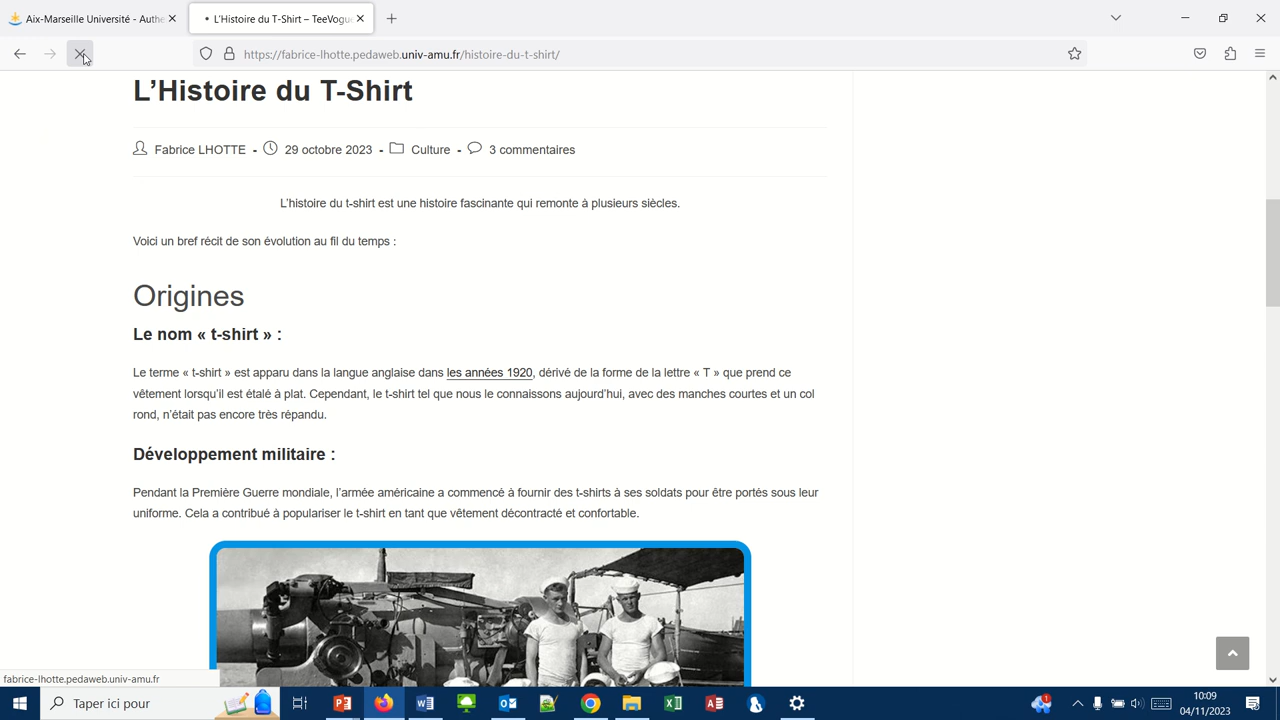 Aix-Marseille Université - Authe
L'Histoire du T-Shirt – TeeVogue
https://fabrice-lhotte.pedaweb.univ-amu.fr/histoire-du-t-shirt/
L'Histoire du T-Shirt
Fabrice LHOTTE - 29 octobre 2023 - Culture - 3 commentaires
L'histoire du t-shirt est une histoire fascinante qui remonte à plusieurs siècles.
Voici un bref récit de son évolution au fil du temps :
Origines
Le nom « t-shirt » :
Le terme « t-shirt » est apparu dans la langue anglaise dans les années 1920, dérivé de la forme de la lettre « T » que prend ce
vêtement lorsqu'il est étalé à plat. Cependant, le t-shirt tel que nous le connaissons aujourd'hui, avec des manches courtes et un col
rond, n'était pas encore très répandu.
Développement militaire :
Pendant la Première Guerre mondiale, l'armée américaine a commencé à fournir des t-shirts à ses soldats pour être portés sous leur
uniforme. Cela a contribué à populariser le t-shirt en tant que vêtement décontracté et confortable.
fabrice-lhotte.pedaweb.univ-amu.fr
Taper ici pour
10:09
04/11/2023